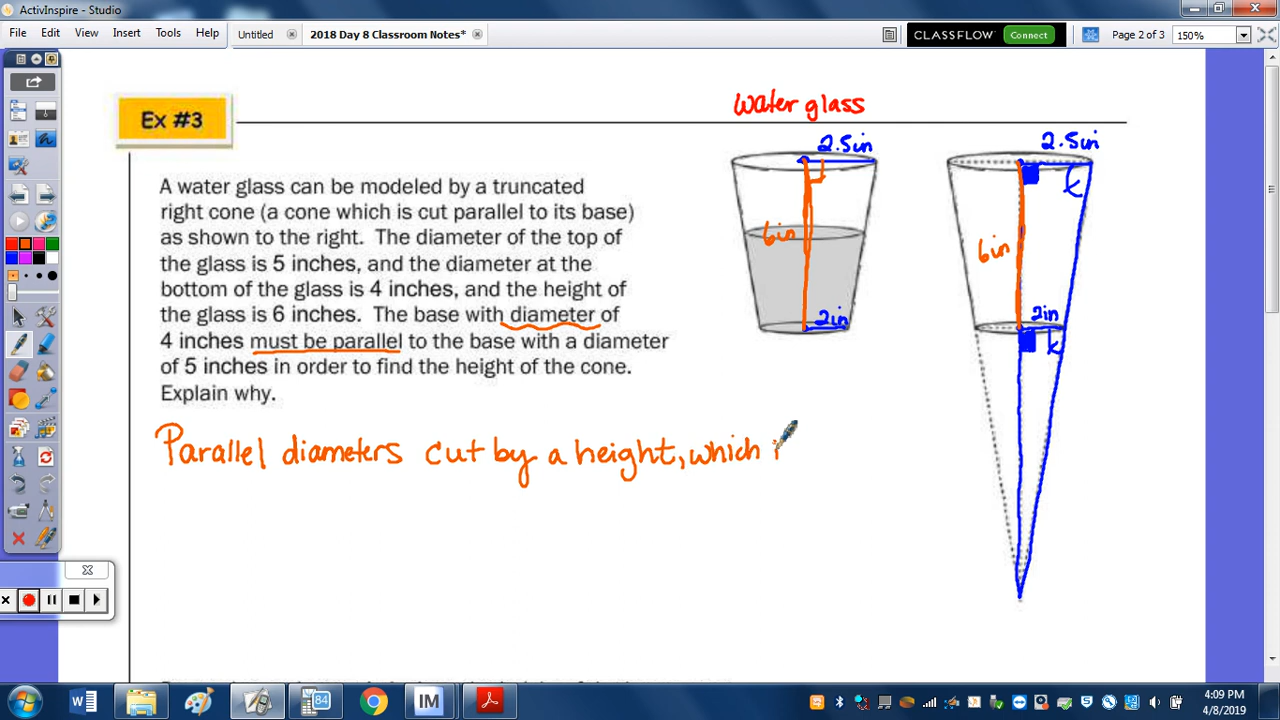 ActivInspire - Studio
File Edit View Insert Tools Help Untitled 2018 Day 8 Classroom Notes* CLASSFLOW Connect Page 2 of 3 150%
Water glass
Ex #3
2.5in 2.5in
A water glass can be modeled by a truncated
right cone (a cone which is cut parallel to its base)
as shown to the right. The diameter of the top of
the glass is 5 inches, and the diameter at the
bottom of the glass is 4 inches, and the height of
the glass is 6 inches. The base with diameter of
4 inches must be parallel to the base with a diameter
of 5 inches in order to find the height of the cone.
Explain why.
6in 6in
2in 2in
Parallel diameters cut by a height, which
84 IM
4:09 PM
4/8/2019